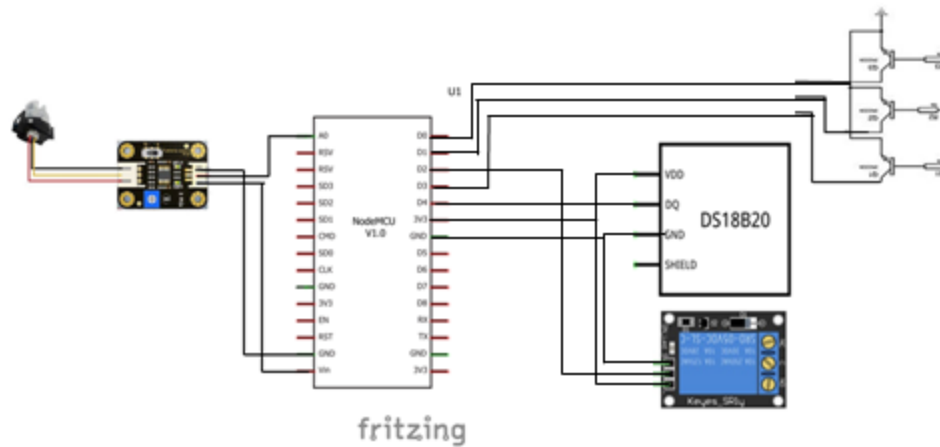 U1
NodeMCU
V1.0
A0
RSV
RSV
SD3
SD2
SD1
CMD
SD0
CLK
GND
3V3
EN
RST
GND
Vin
D0
D1
D2
D3
D4
3V3
GND
D5
D6
D7
D8
RX
TX
GND
3V3
VDD
DQ
GND
SHIELD
DS18B20
Keyes_SRly
fritzing